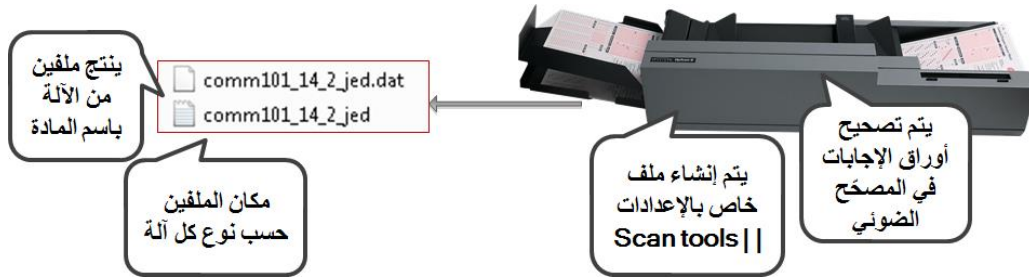 يتم تصحيح
أوراق الإجابات
في المصحّح
الضوئي
يتم إنشاء ملف
خاص بالإعدادات
Scan tools||
ينتج ملفين
من الآلة
باسم المادة
comm101_14_2_jed.dat
comm101_14_2_jed
مكان الملفين
حسب نوع كل آلة